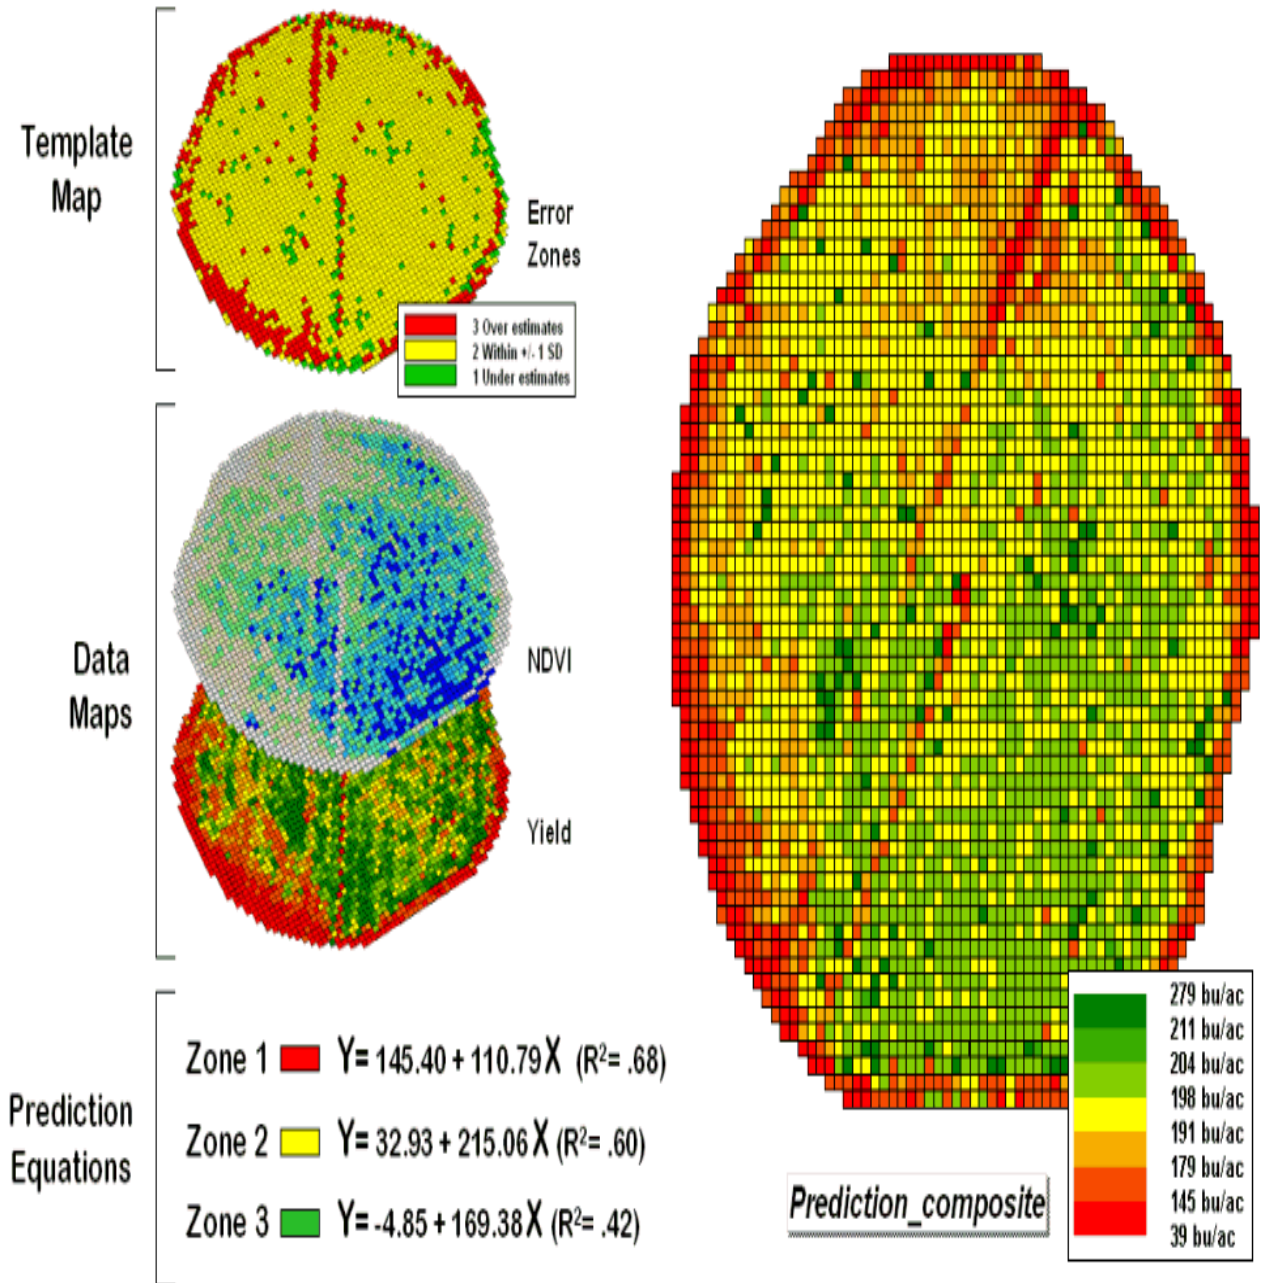 Template
Map
Error
Zones
3 Over estimates
2 Within +/- 1 SD
1 Under estimates
Data
Maps
NDVI
Yield
Prediction
Equations
Zone 1 Y= 145.40 + 110.79 X (R²= .68)
Zone 2 Y= 32.93 + 215.06 X (R²= .60)
Zone 3 Y= -4.85 + 169.38 X (R²= .42)
Prediction_composite
279 bu/ac
211 bu/ac
204 bu/ac
198 bu/ac
191 bu/ac
179 bu/ac
145 bu/ac
39 bu/ac